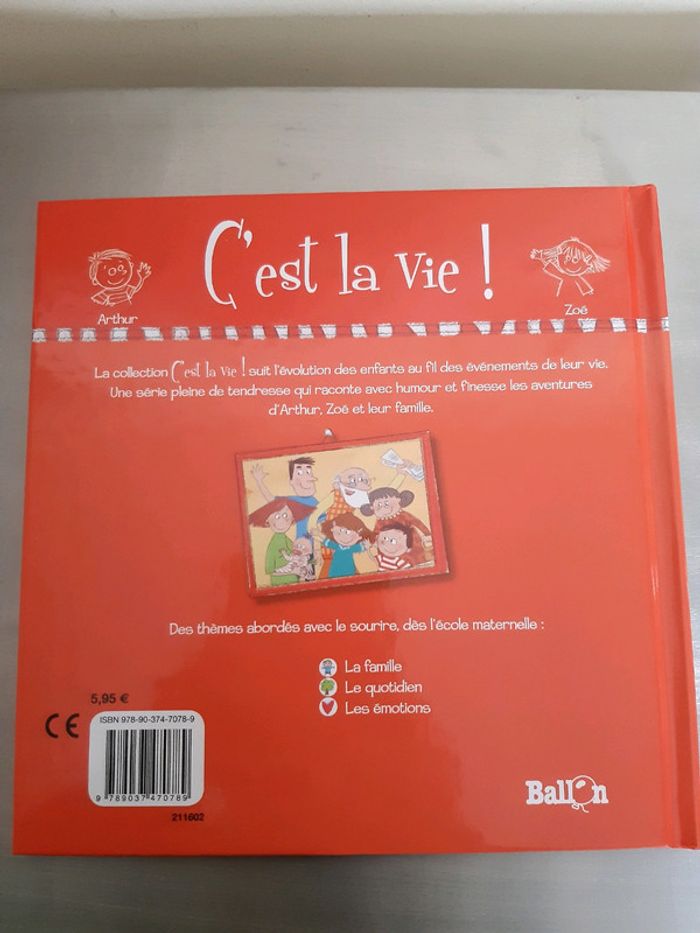 C'est la vie !
Arthur
Zoé
La collection C'est la vie ! suit l'évolution des enfants au fil des événements de leur vie.
Une série pleine de tendresse qui raconte avec humour et finesse les aventures
d'Arthur, Zoé et leur famille.
Des thèmes abordés avec le sourire, dès l'école maternelle :
La famille
Le quotidien
Les émotions
5,95 €
CE
ISBN 978-90-374-7078-9
9 789037 470789
211602
Ballon